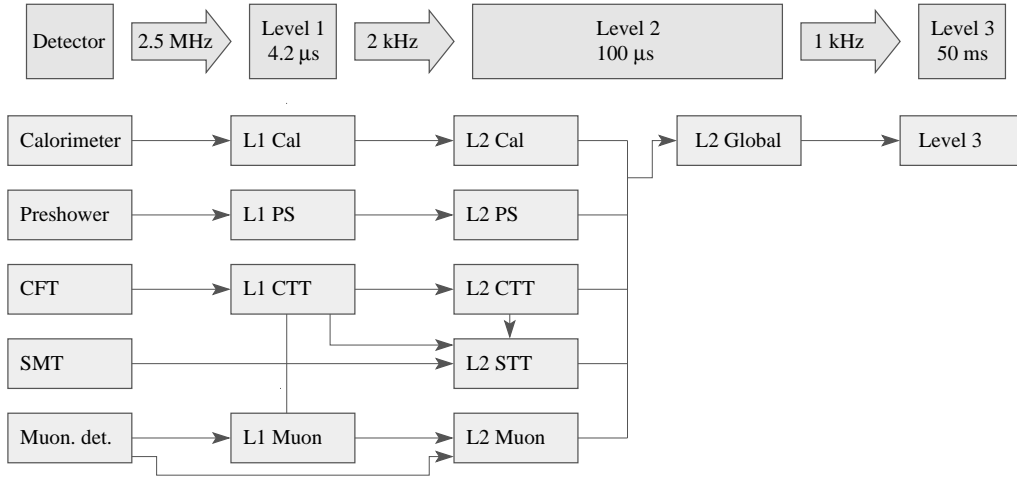 Detector
2.5 MHz
Level 1
4.2 μs
2 kHz
Level 2
100 μs
1 kHz
Level 3
50 ms
Calorimeter
L1 Cal
L2 Cal
L2 Global
Level 3
Preshower
L1 PS
L2 PS
CFT
L1 CTT
L2 CTT
SMT
L2 STT
Muon. det.
L1 Muon
L2 Muon